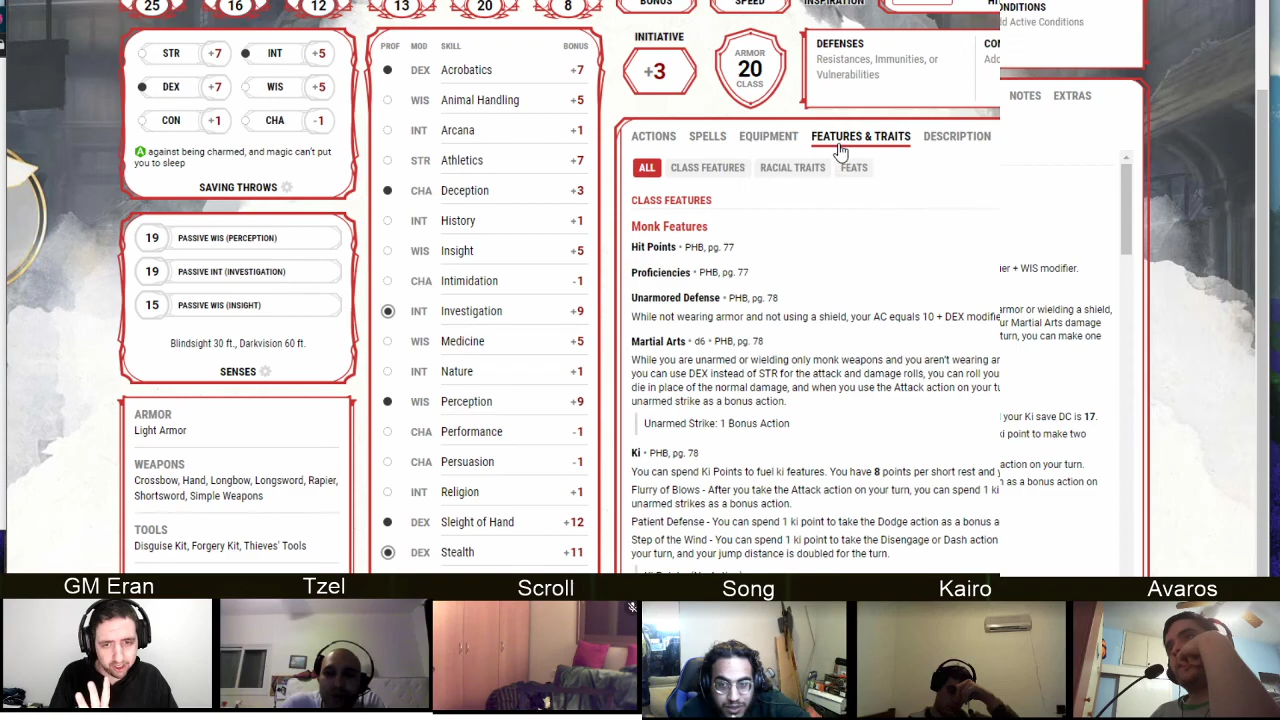 25 16 12 13 20 8
BONUS SPEED INSPIRATION
CONDITIONS
Add Active Conditions
STR +7 INT +5
DEX +7 WIS +5
CON +1 CHA -1
A against being charmed, and magic can't put
you to sleep
SAVING THROWS
19 PASSIVE WIS (PERCEPTION)
19 PASSIVE INT (INVESTIGATION)
15 PASSIVE WIS (INSIGHT)
Blindsight 30 ft., Darkvision 60 ft.
SENSES
ARMOR
Light Armor
WEAPONS
Crossbow, Hand, Longbow, Longsword, Rapier,
Shortsword, Simple Weapons
TOOLS
Disguise Kit, Forgery Kit, Thieves' Tools
PROF MOD SKILL BONUS
DEX Acrobatics +7
WIS Animal Handling +5
INT Arcana +1
STR Athletics +7
CHA Deception +3
INT History +1
WIS Insight +5
CHA Intimidation -1
INT Investigation +9
WIS Medicine +5
INT Nature +1
WIS Perception +9
CHA Performance -1
CHA Persuasion -1
INT Religion +1
DEX Sleight of Hand +12
DEX Stealth +11
INITIATIVE
+3
ARMOR
20
CLASS
DEFENSES
Resistances, Immunities, or
Vulnerabilities
ACTIONS SPELLS EQUIPMENT FEATURES & TRAITS DESCRIPTION
NOTES EXTRAS
ALL CLASS FEATURES RACIAL TRAITS FEATS
CLASS FEATURES
Monk Features
Hit Points • PHB, pg. 77
Proficiencies • PHB, pg. 77
Unarmored Defense • PHB, pg. 78
While not wearing armor and not using a shield, your AC equals 10 + DEX modifie
er + WIS modifier.
Martial Arts • d6 • PHB, pg. 78
While you are unarmed or wielding only monk weapons and you aren't wearing ar
you can use DEX instead of STR for the attack and damage rolls, you can roll you
die in place of the normal damage, and when you use the Attack action on your tu
unarmed strike as a bonus action.
armor or wielding a shield,
ur Martial Arts damage
turn, you can make one
Unarmed Strike: 1 Bonus Action
Ki • PHB, pg. 78
You can spend Ki Points to fuel ki features. You have 8 points per short rest and y
Flurry of Blows - After you take the Attack action on your turn, you can spend 1 ki
unarmed strikes as a bonus action.
Patient Defense - You can spend 1 ki point to take the Dodge action as a bonus a
Step of the Wind - You can spend 1 ki point to take the Disengage or Dash action
your turn, and your jump distance is doubled for the turn.
your Ki save DC is 17.
ki point to make two
action on your turn.
n as a bonus action on
GM Eran Tzel Scroll Song Kairo Avaros